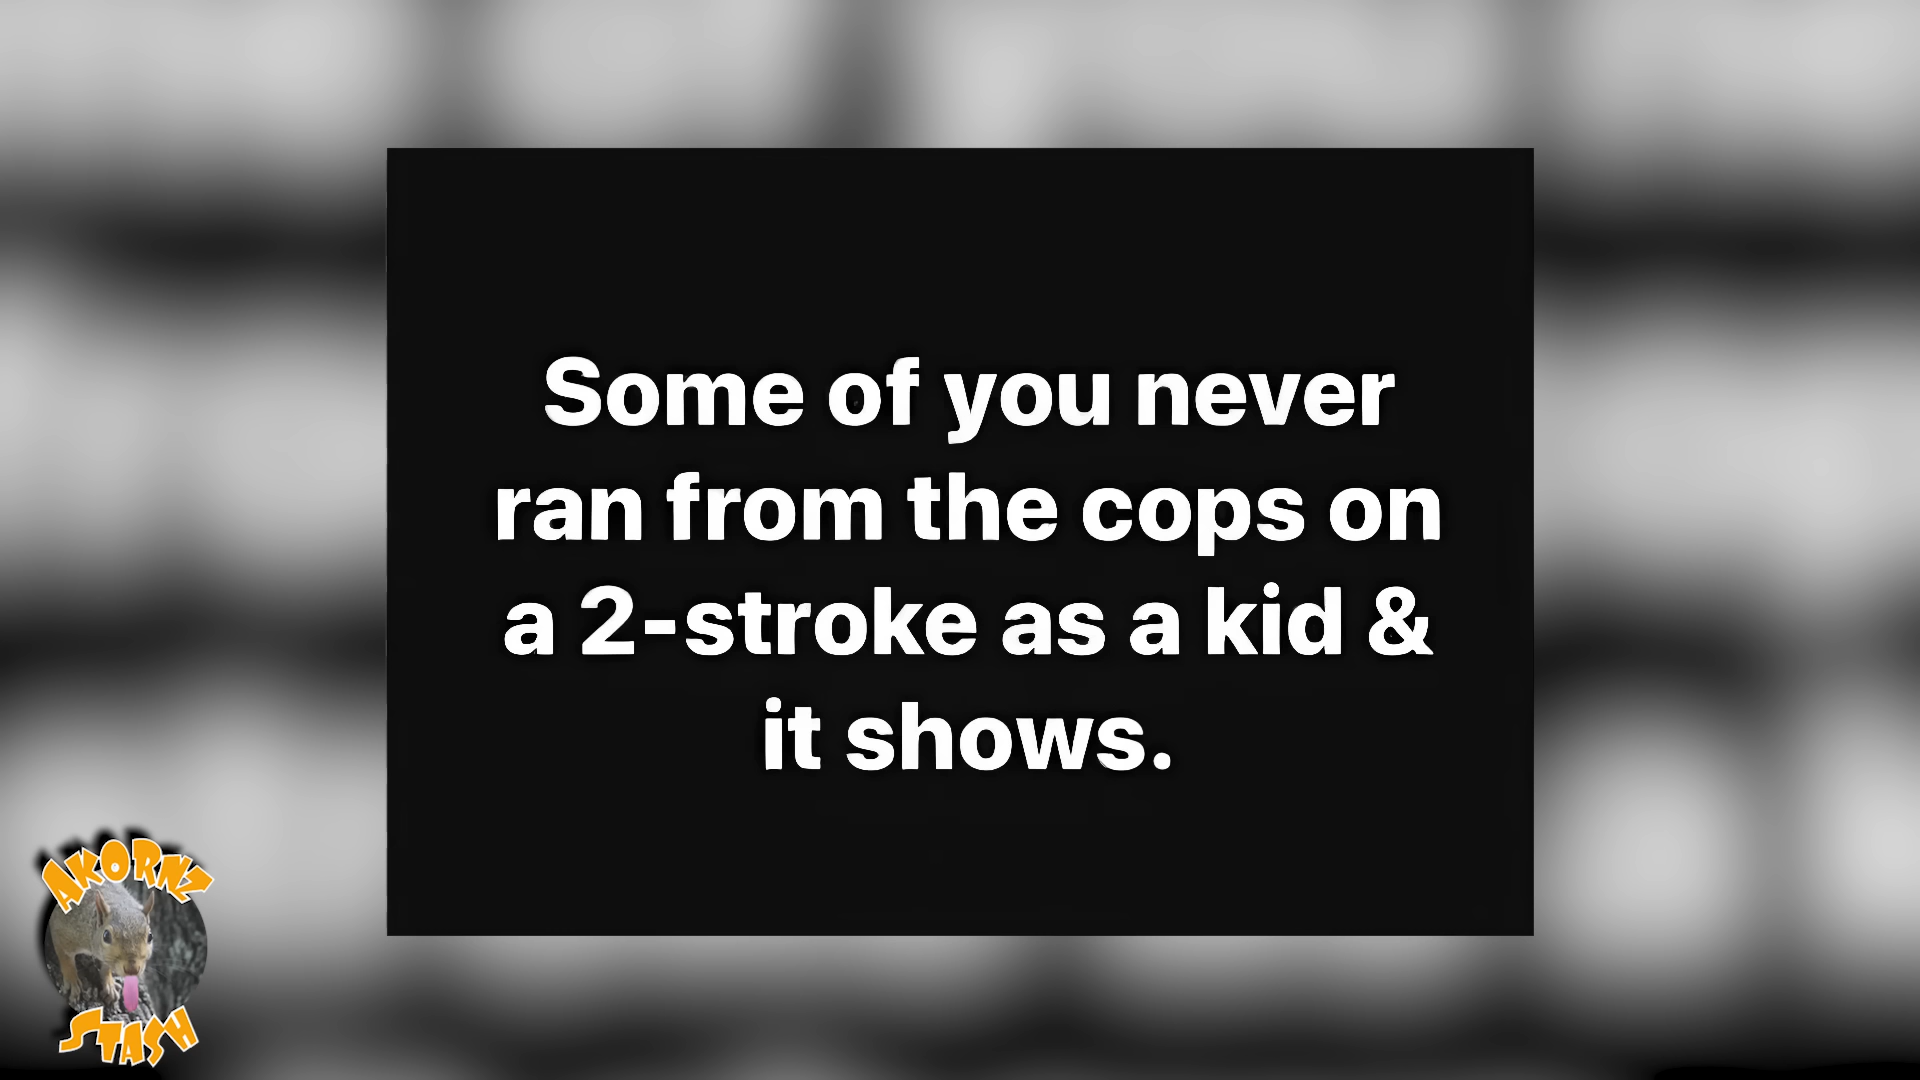 Some of you never
ran from the cops on
a 2-stroke as a kid &
it shows.
AKORNZ
STASH